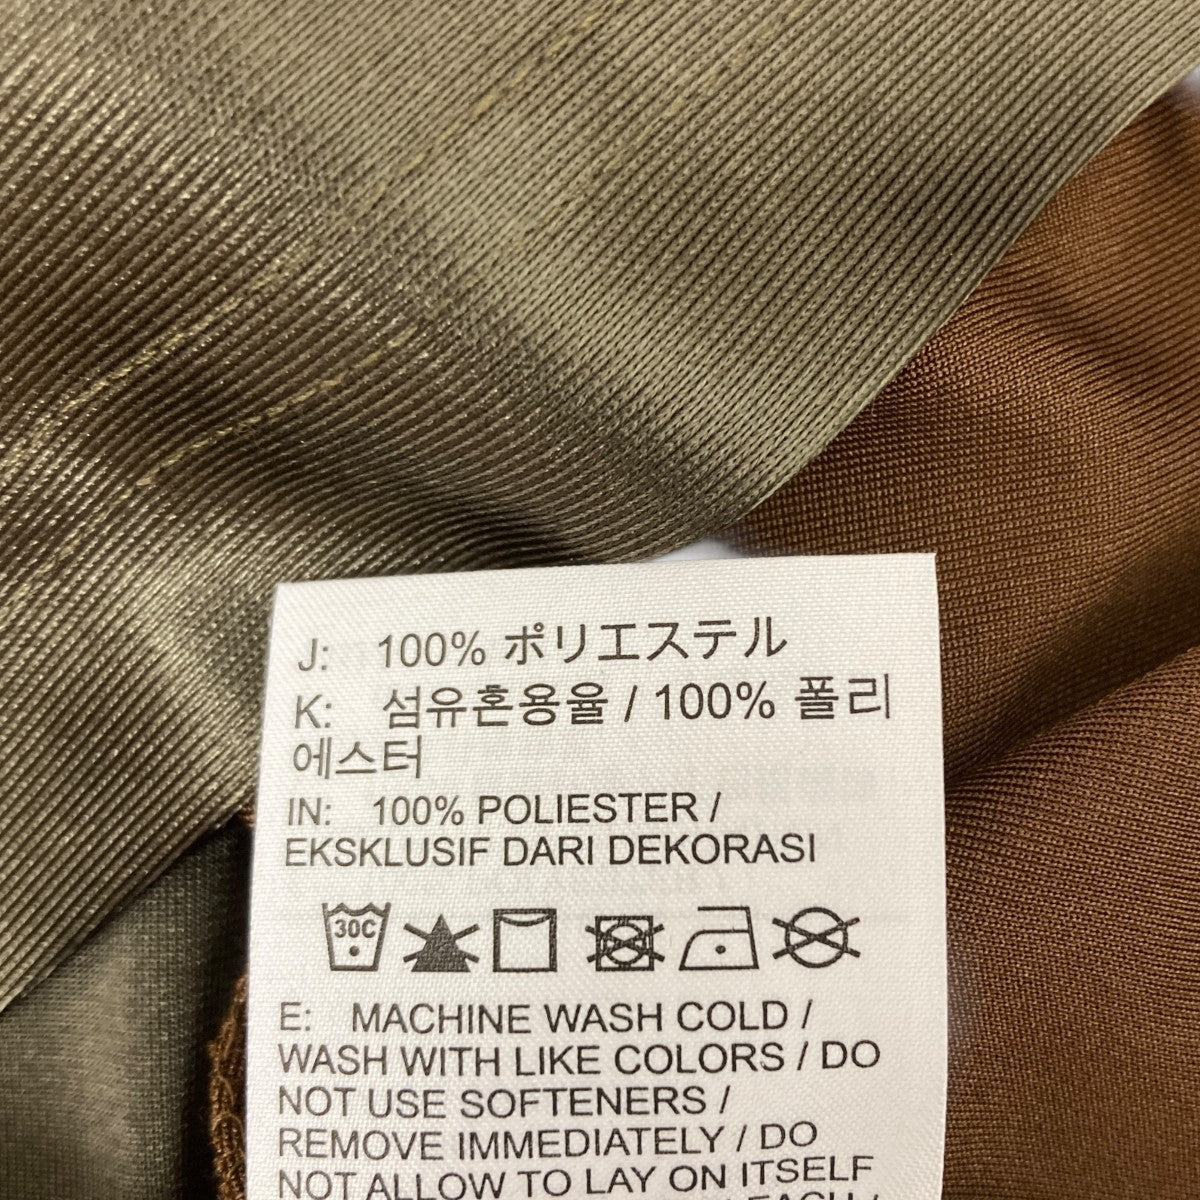 J: 100% ポリエステル
K: 섬유혼용율 / 100% 폴리
에스터
IN: 100% POLIESTER /
EKSKLUSIF DARI DEKORASI
30C
E: MACHINE WASH COLD /
WASH WITH LIKE COLORS / DO
NOT USE SOFTENERS /
REMOVE IMMEDIATELY / DO
NOT ALLOW TO LAY ON ITSELF